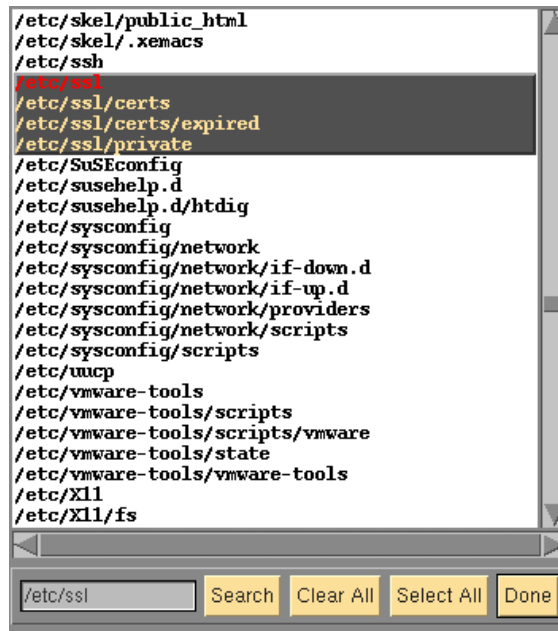 /etc/skel/public_html
/etc/skel/.xemacs
/etc/ssh
/etc/ssl
/etc/ssl/certs
/etc/ssl/certs/expired
/etc/ssl/private
/etc/SuSEconfig
/etc/susehelp.d
/etc/susehelp.d/htdig
/etc/sysconfig
/etc/sysconfig/network
/etc/sysconfig/network/if-down.d
/etc/sysconfig/network/if-up.d
/etc/sysconfig/network/providers
/etc/sysconfig/network/scripts
/etc/sysconfig/scripts
/etc/uucp
/etc/vmware-tools
/etc/vmware-tools/scripts
/etc/vmware-tools/scripts/vmware
/etc/vmware-tools/state
/etc/vmware-tools/vmware-tools
/etc/X11
/etc/X11/fs
/etc/ssl Search Clear All Select All Done